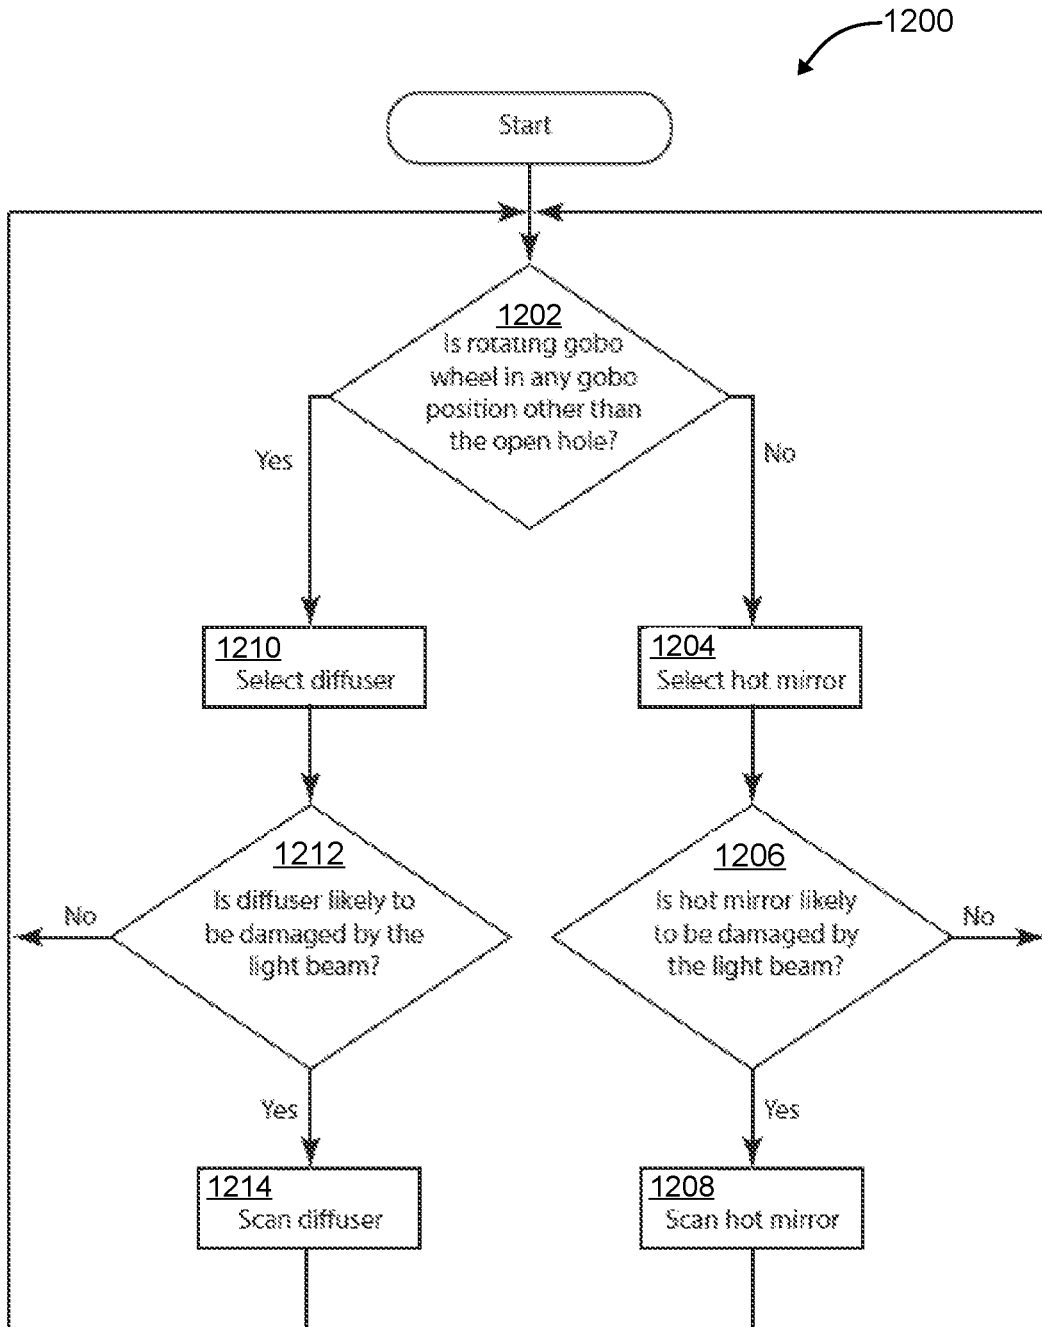 1200
Start
1202
Is rotating gobo
wheel in any gobo
position other than
the open hole?
Yes
No
1210
Select diffuser
1204
Select hot mirror
1212
Is diffuser likely to
be damaged by the
light beam?
No
1206
Is hot mirror likely
to be damaged by
the light beam?
No
Yes
Yes
1214
Scan diffuser
1208
Scan hot mirror